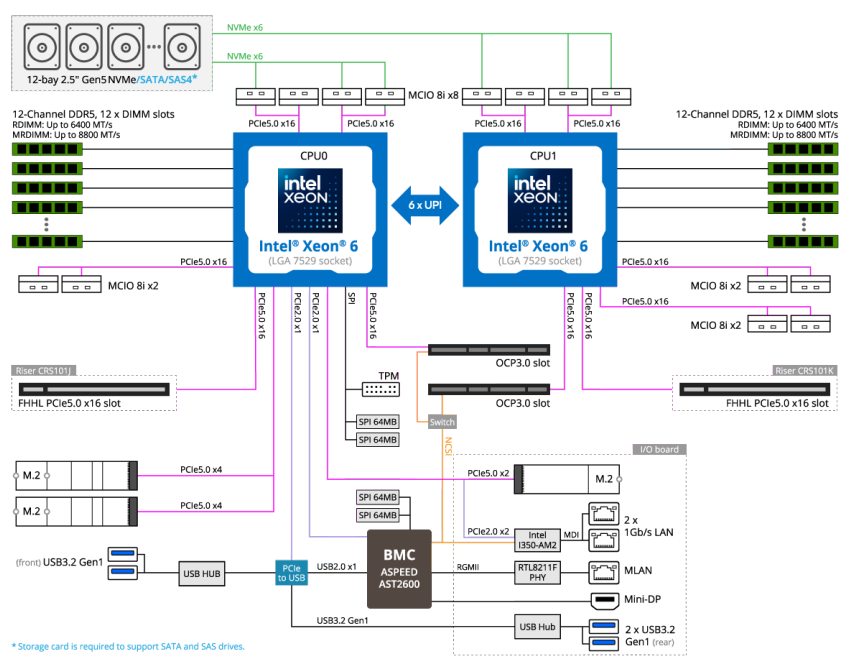 NVMe x6
12-bay 2.5" Gen5 NVMe/SATA/SAS4*
NVMe x6
MCIO 8i x8
12-Channel DDR5, 12 x DIMM slots
RDIMM: Up to 6400 MT/s
MRDIMM: Up to 8800 MT/s
PCIe5.0 x16
PCIe5.0 x16
PCIe5.0 x16
PCIe5.0 x16
12-Channel DDR5, 12 x DIMM slots
RDIMM: Up to 6400 MT/s
MRDIMM: Up to 8800 MT/s
CPU0
intel
XEON
Intel® Xeon® 6
(LGA 7529 socket)
6 x UPI
CPU1
intel
XEON
Intel® Xeon® 6
(LGA 7529 socket)
PCIe5.0 x16
MCIO 8i x2
PCIe5.0 x16
MCIO 8i x2
PCIe5.0 x16
MCIO 8i x2
PCIe5.0 x16
PCIe2.0 x1
PCIe2.0 x1
SPI
PCIe5.0 x16
PCIe5.0 x16
PCIe5.0 x16
OCP3.0 slot
Riser CRS101J
FHHL PCIe5.0 x16 slot
TPM
OCP3.0 slot
Riser CRS101K
FHHL PCIe5.0 x16 slot
SPI 64MB
SPI 64MB
Switch
NCSI
I/O board
M.2
PCIe5.0 x4
M.2
PCIe5.0 x4
PCIe5.0 x2
M.2
SPI 64MB
SPI 64MB
PCIe2.0 x2
Intel
I350-AM2
MDI
2 x
1Gb/s LAN
(front) USB3.2 Gen1
USB HUB
PCIe
to USB
USB2.0 x1
BMC
ASPEED
AST2600
RGMII
RTL8211F
PHY
MLAN
Mini-DP
USB3.2 Gen1
USB Hub
2 x USB3.2
Gen1 (rear)
* Storage card is required to support SATA and SAS drives.